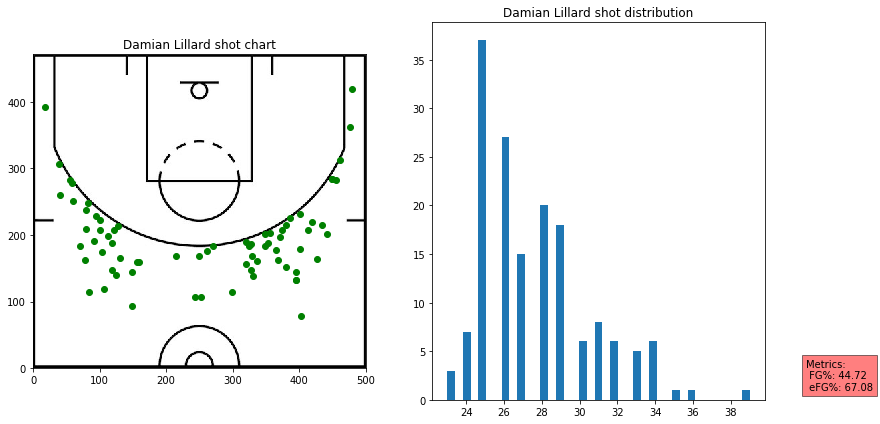 Damian Lillard shot chart
400
300
200
100
0
0 100 200 300 400 500
Damian Lillard shot distribution
35
30
25
20
15
10
5
0
24 26 28 30 32 34 36 38
Metrics:
FG%: 44.72
eFG%: 67.08